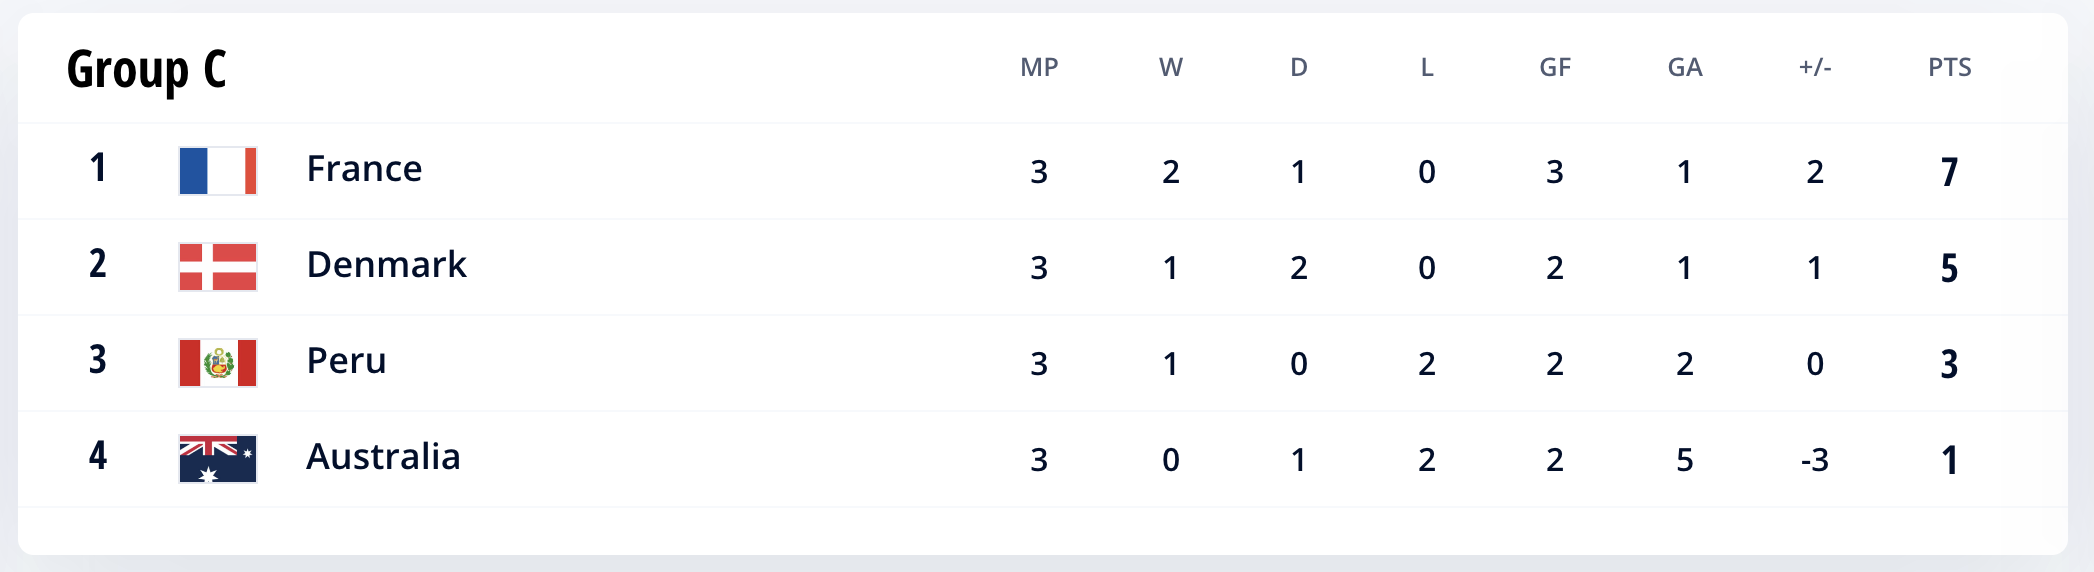 Group C MP W D L GF GA +/- PTS
1 France 3 2 1 0 3 1 2 7
2 Denmark 3 1 2 0 2 1 1 5
3 Peru 3 1 0 2 2 2 0 3
4 Australia 3 0 1 2 2 5 -3 1